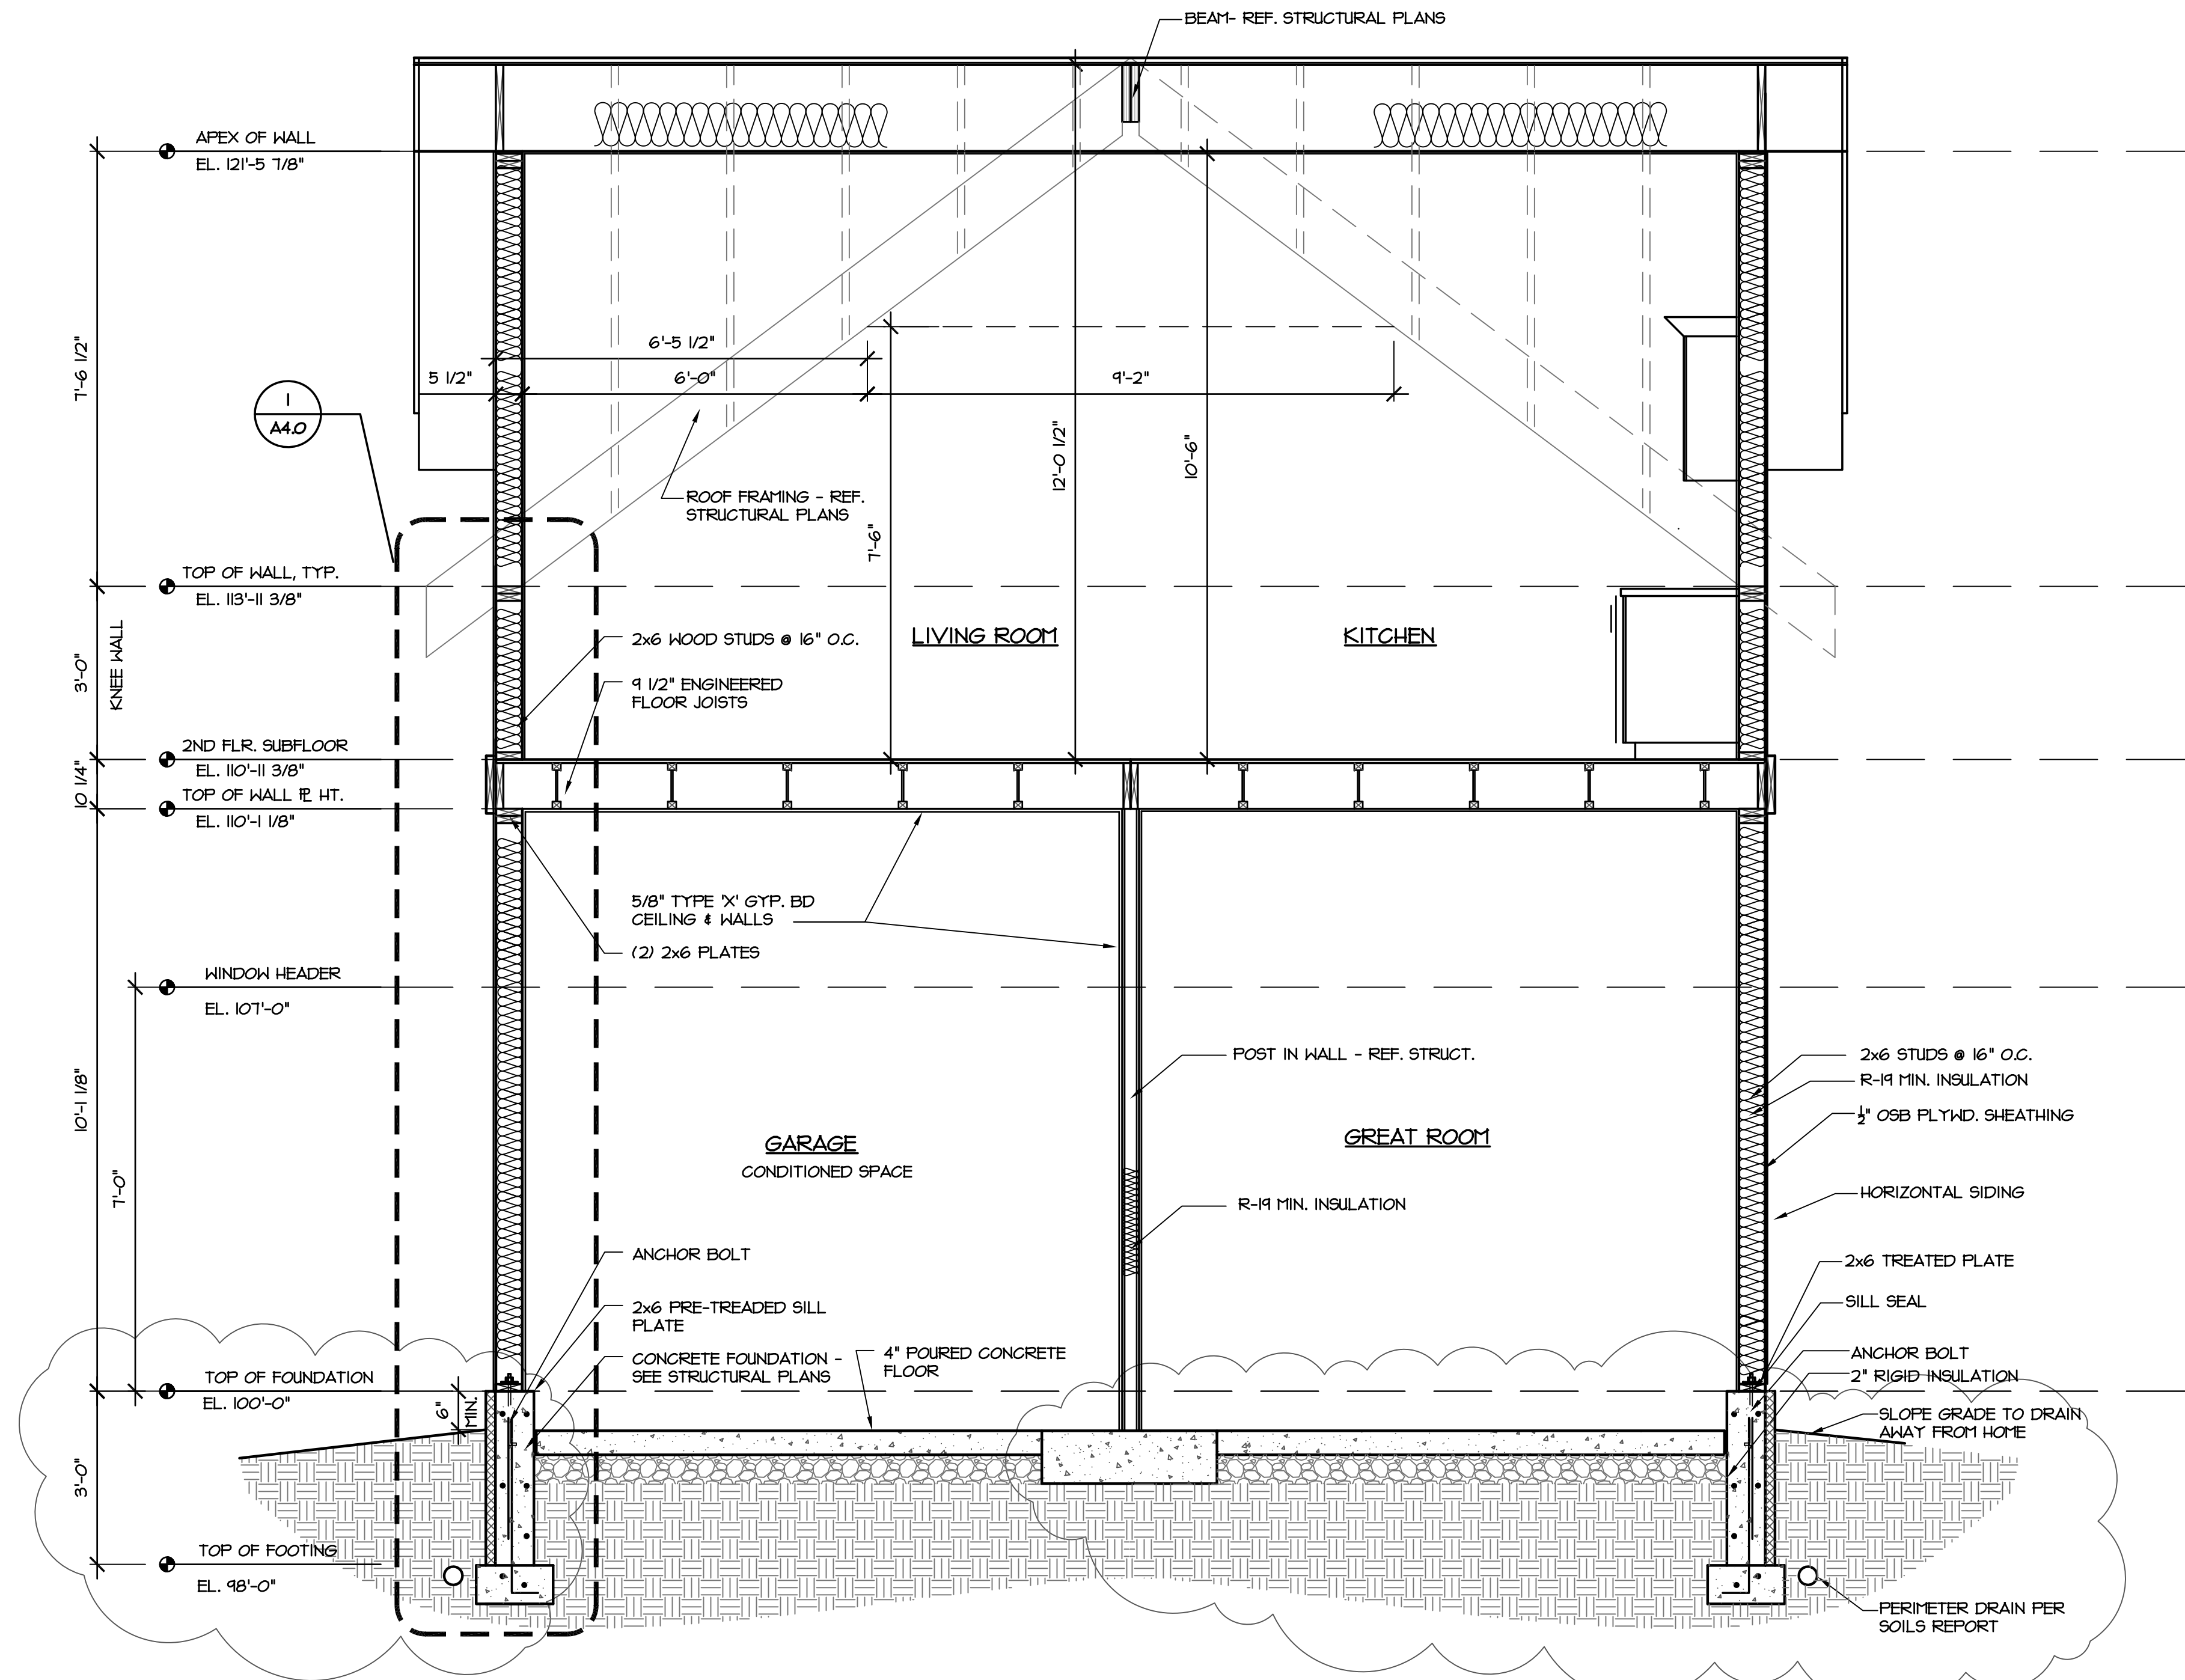 BEAM- REF. STRUCTURAL PLANS
APEX OF WALL
EL. 121'-5 7/8"
7'-6 1/2"
6'-5 1/2"
5 1/2"
6'-0"
9'-2"
1
A4.0
12'-0 1/2"
10'-6"
ROOF FRAMING - REF.
STRUCTURAL PLANS
7'-6"
TOP OF WALL, TYP.
EL. 113'-11 3/8"
3'-0"
KNEE WALL
2x6 WOOD STUDS @ 16" O.C.
LIVING ROOM
KITCHEN
9 1/2" ENGINEERED
FLOOR JOISTS
2ND FLR. SUBFLOOR
EL. 110'-11 3/8"
10 1/4"
TOP OF WALL PL HT.
EL. 110'-1 1/8"
5/8" TYPE 'X' GYP. BD
CEILING & WALLS
(2) 2x6 PLATES
WINDOW HEADER
EL. 107'-0"
10'-1 1/8"
7'-0"
POST IN WALL - REF. STRUCT.
2x6 STUDS @ 16" O.C.
R-19 MIN. INSULATION
½" OSB PLYWD. SHEATHING
GARAGE
CONDITIONED SPACE
GREAT ROOM
R-19 MIN. INSULATION
HORIZONTAL SIDING
ANCHOR BOLT
2x6 TREATED PLATE
2x6 PRE-TREADED SILL
PLATE
SILL SEAL
CONCRETE FOUNDATION -
SEE STRUCTURAL PLANS
4" POURED CONCRETE
FLOOR
ANCHOR BOLT
2" RIGID INSULATION
TOP OF FOUNDATION
EL. 100'-0"
6"
MIN.
SLOPE GRADE TO DRAIN
AWAY FROM HOME
3'-0"
TOP OF FOOTING
EL. 98'-0"
PERIMETER DRAIN PER
SOILS REPORT